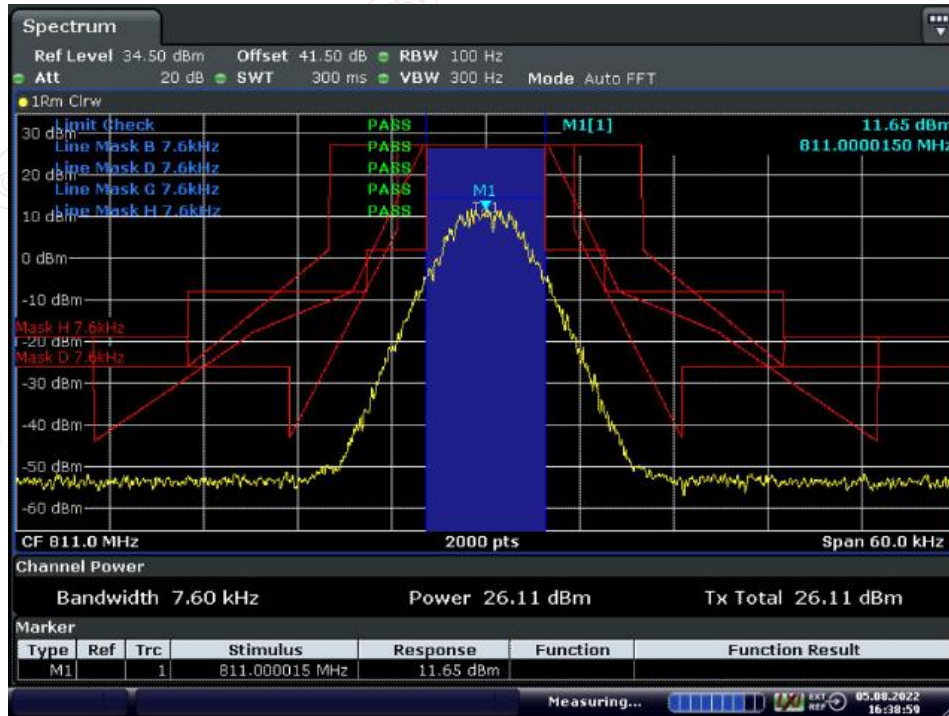 Spectrum
Ref Level 34.50 dBm Offset 41.50 dB RBW 100 Hz
Att 20 dB SWT 300 ms VBW 300 Hz Mode Auto FFT
1Rm Clrw
Limit Check PASS M1[1] 11.65 dBm
30 dBm
Line Mask B 7.6kHz PASS 811.0000150 MHz
Line Mask D 7.6kHz PASS
20 dBm
Line Mask G 7.6kHz PASS M1
Line Mask H 7.6kHz PASS
10 dBm
0 dBm
-10 dBm
Mask H 7.6kHz
-20 dBm
Mask D 7.6kHz
-30 dBm
-40 dBm
-50 dBm
-60 dBm
CF 811.0 MHz 2000 pts Span 60.0 kHz
Channel Power
Bandwidth 7.60 kHz Power 26.11 dBm Tx Total 26.11 dBm
Marker
Type Ref Trc Stimulus Response Function Function Result
M1 1 811.000015 MHz 11.65 dBm
Measuring... LXI EXT REF 05.08.2022
16:38:59